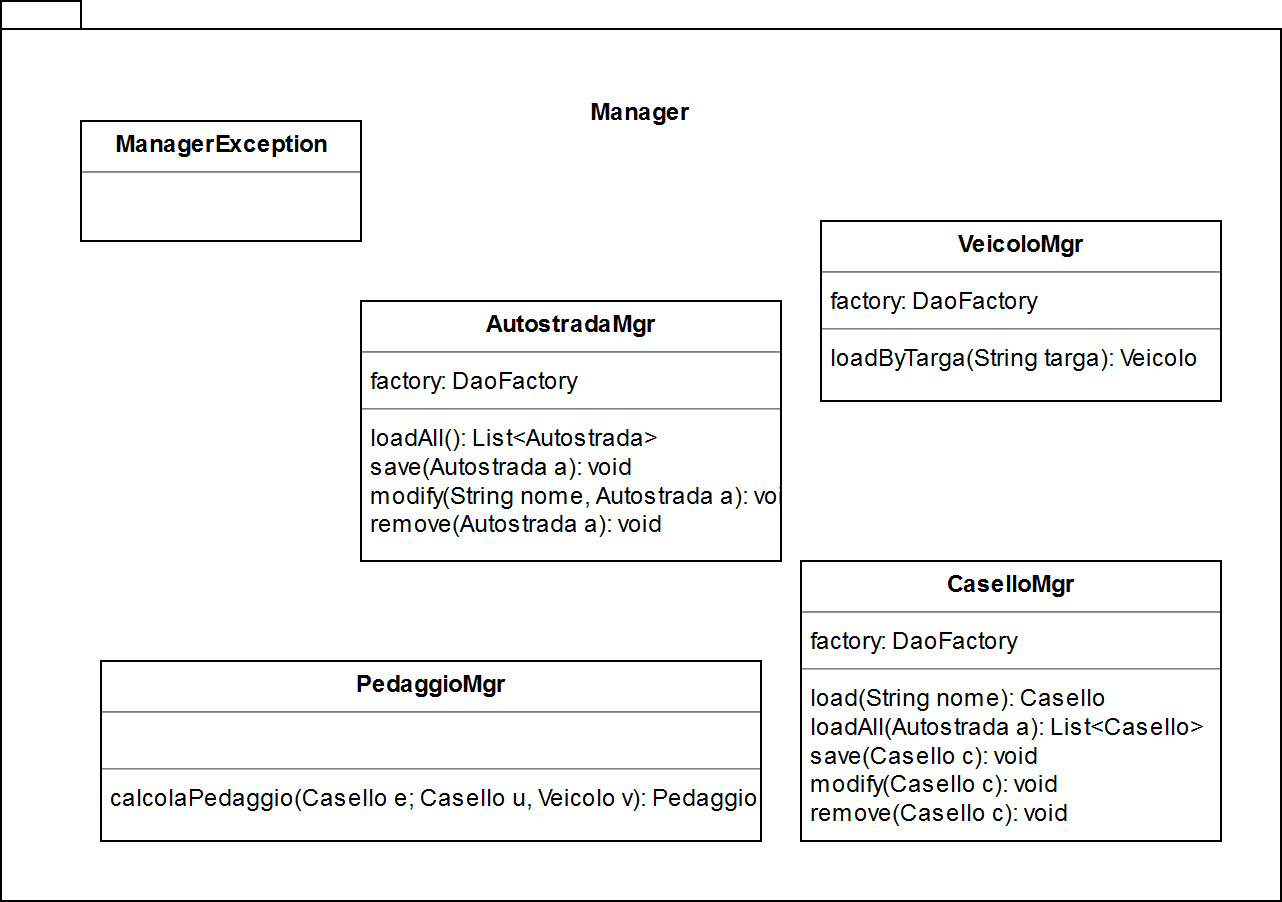 Manager
ManagerException
VeicoloMgr
factory: DaoFactory
loadByTarga(String targa): Veicolo
AutostradaMgr
factory: DaoFactory
loadAll(): List<Autostrada>
save(Autostrada a): void
modify(String nome, Autostrada a): voi
remove(Autostrada a): void
CaselloMgr
factory: DaoFactory
load(String nome): Casello
loadAll(Autostrada a): List<Casello>
save(Casello c): void
modify(Casello c): void
remove(Casello c): void
PedaggioMgr
calcolaPedaggio(Casello e; Casello u, Veicolo v): Pedaggio